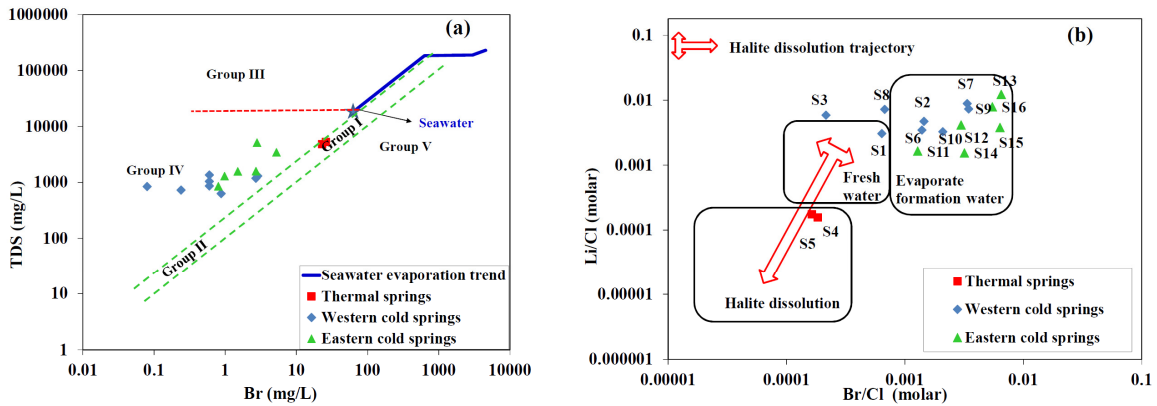 (a)
TDS (mg/L)
1000000
100000
10000
1000
100
10
1
0.01
0.1
1
10
100
1000
10000
Br (mg/L)
Group III
Group I
Seawater
Group V
Group IV
Group II
Seawater evaporation trend
Thermal springs
Western cold springs
Eastern cold springs
(b)
Li/Cl (molar)
0.1
0.01
0.001
0.0001
0.00001
0.000001
0.00001
0.0001
0.001
0.01
0.1
Br/Cl (molar)
Halite dissolution trajectory
S7
S13
S3
S8
S2
S9
S16
S1
S6
S10
S12
S15
S11
S14
Fresh
water
Evaporate
formation water
S4
S5
Halite dissolution
Thermal springs
Western cold springs
Eastern cold springs